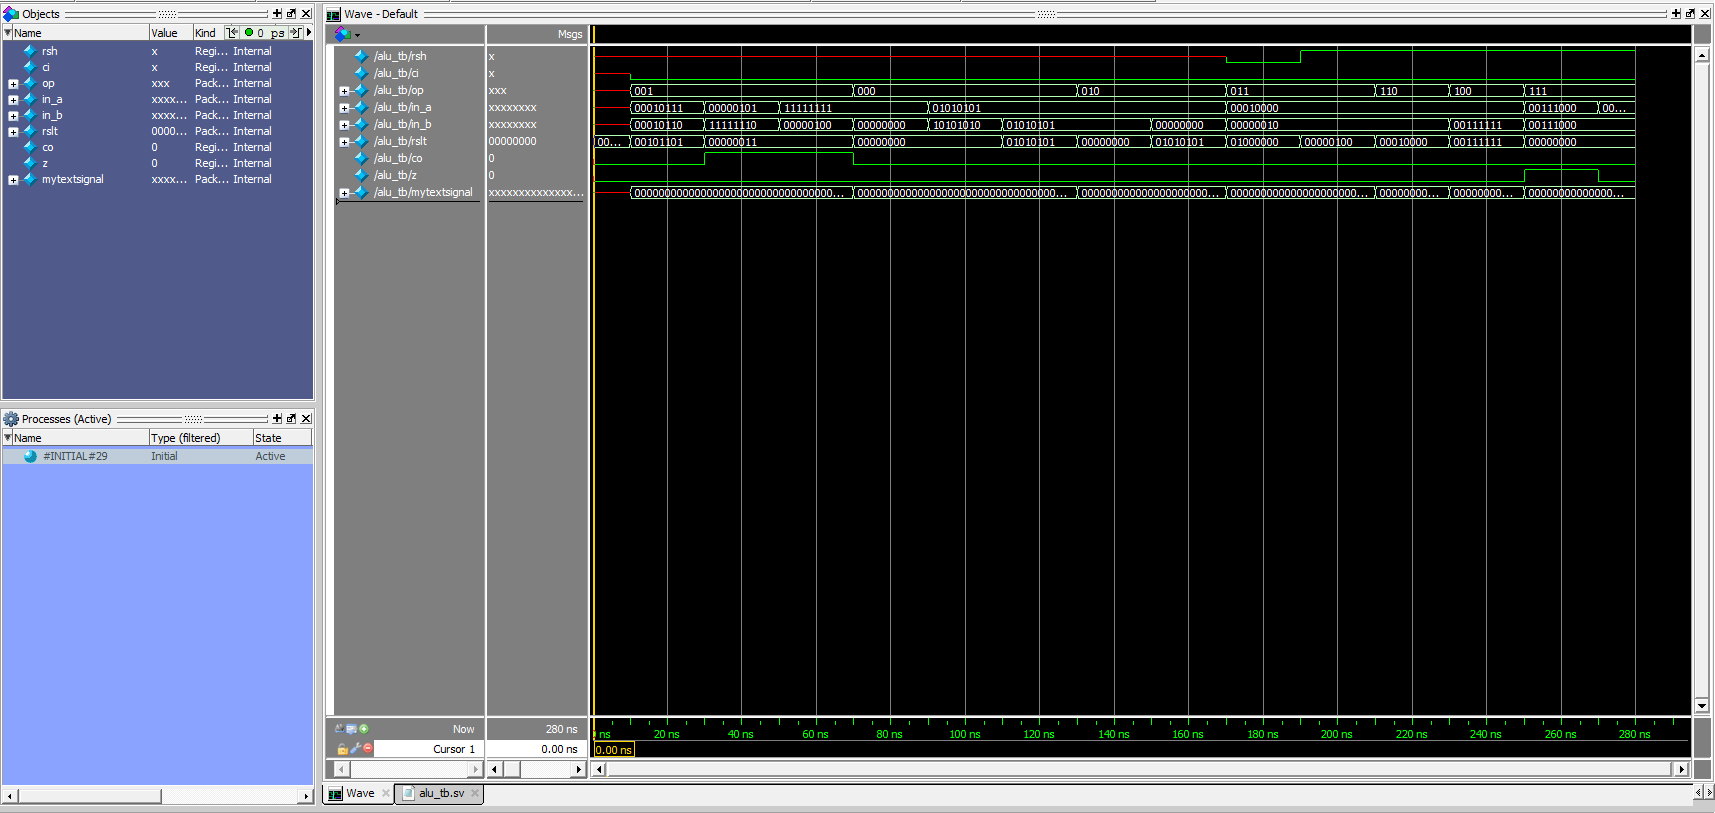 Objects
Name Value Kind 0 ps
rsh x Regi... Internal
ci x Regi... Internal
op xxx Pack... Internal
in_a xxxx... Pack... Internal
in_b xxxx... Pack... Internal
rslt 0000... Pack... Internal
co 0 Regi... Internal
z 0 Regi... Internal
mytextsignal xxxx... Pack... Internal
Processes (Active)
Name Type (filtered) State
#INITIAL#29 Initial Active
Wave - Default
Msgs
/alu_tb/rsh x
/alu_tb/ci x
/alu_tb/op xxx 001 000 010 011 110 100 111
/alu_tb/in_a xxxxxxxx 00010111 00000101 11111111 01010101 00010000 00111000 00...
/alu_tb/in_b xxxxxxxx 00010110 11111110 00000100 00000000 10101010 01010101 00000000 00000010 00111111 00111000
/alu_tb/rslt 00000000 00... 00101101 00000011 00000000 01010101 00000000 01010101 01000000 00000100 00010000 00111111 00000000
/alu_tb/co 0
/alu_tb/z 0
/alu_tb/mytextsignal xxxxxxxxxxxxxx... 000000000000000000000000000000000... 000000000000000000000000000000000... 00000000000000000000... 00000000000000000000... 00000000... 00000000... 00000000000000...
Now 280 ns ns 20 ns 40 ns 60 ns 80 ns 100 ns 120 ns 140 ns 160 ns 180 ns 200 ns 220 ns 240 ns 260 ns 280 ns
Cursor 1 0.00 ns 0.00 ns
Wave alu_tb.sv